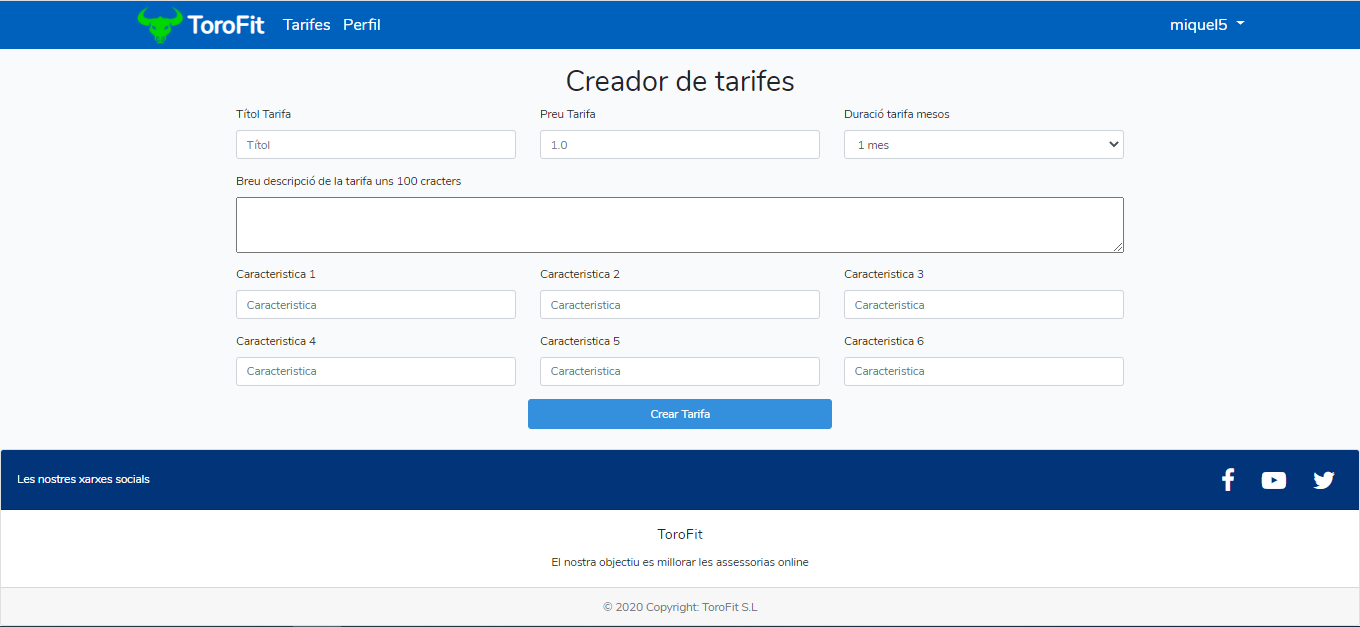 ToroFit Tarifes Perfil miquel5
Creador de tarifes
Títol Tarifa Preu Tarifa Duració tarifa mesos
Títol 1.0 1 mes
Breu descripció de la tarifa uns 100 cracters
Caracteristica 1 Caracteristica 2 Caracteristica 3
Caracteristica Caracteristica Caracteristica
Caracteristica 4 Caracteristica 5 Caracteristica 6
Caracteristica Caracteristica Caracteristica
Crear Tarifa
Les nostres xarxes socials
ToroFit
El nostra objectiu es millorar les assessorias online
© 2020 Copyright: ToroFit S.L